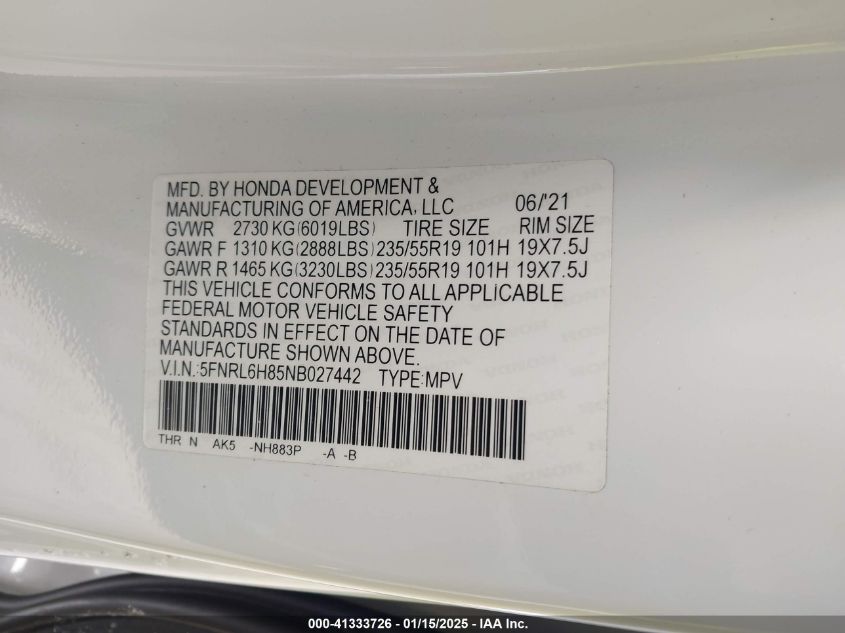 MFD. BY HONDA DEVELOPMENT &
MANUFACTURING OF AMERICA, LLC 06/'21
GVWR 2730 KG(6019LBS) TIRE SIZE RIM SIZE
GAWR F 1310 KG(2888LBS) 235/55R19 101H 19X7.5J
GAWR R 1465 KG(3230LBS) 235/55R19 101H 19X7.5J
THIS VEHICLE CONFORMS TO ALL APPLICABLE
FEDERAL MOTOR VEHICLE SAFETY
STANDARDS IN EFFECT ON THE DATE OF
MANUFACTURE SHOWN ABOVE.
V.I.N.:5FNRL6H85NB027442 TYPE:MPV
THR N AK5 -NH883P -A -B
000-41333726 - 01/15/2025 - IAA Inc.